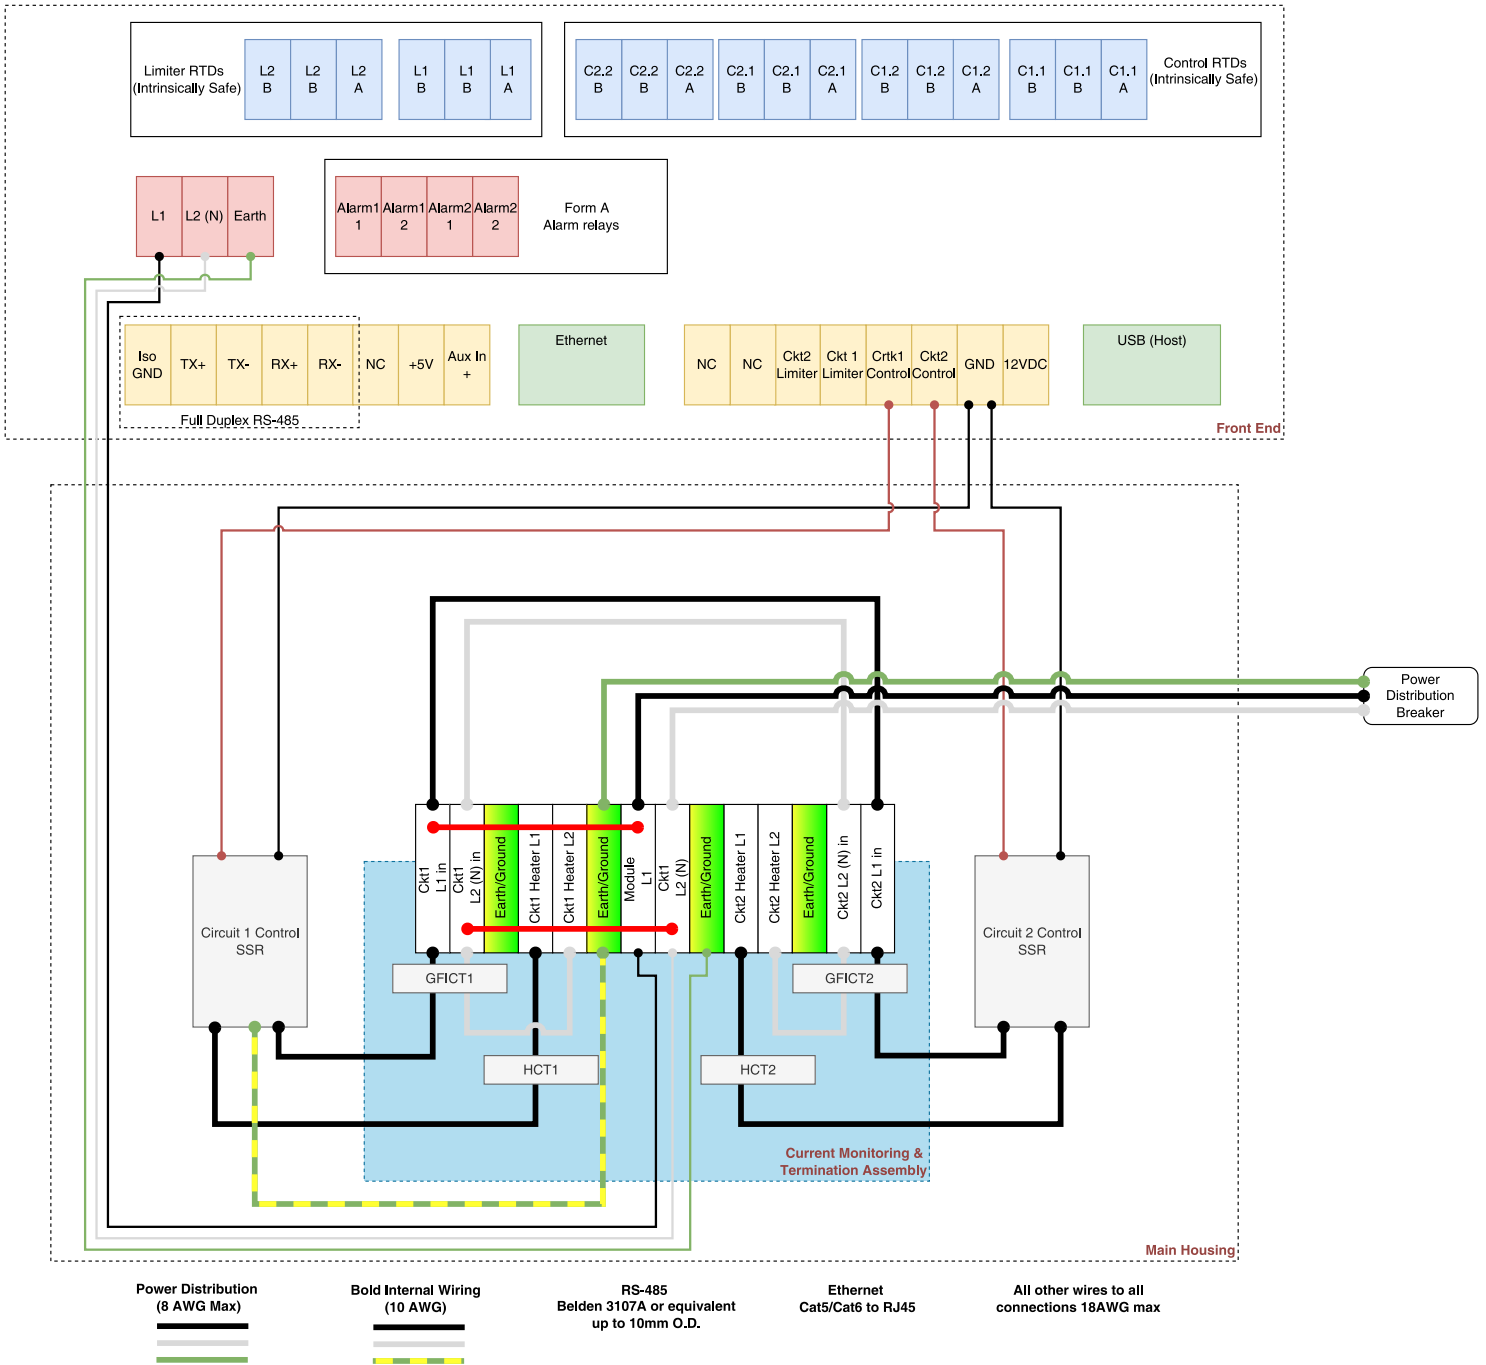 Limiter RTDs
(Intrinsically Safe)
L2
B
L2
B
L2
A
L1
B
L1
B
L1
A
C2.2
B
C2.2
B
C2.2
A
C2.1
B
C2.1
B
C2.1
A
C1.2
B
C1.2
B
C1.2
A
C1.1
B
C1.1
B
C1.1
A
Control RTDs
(Intrinsically Safe)
L1
L2 (N)
Earth
Alarm1
1
Alarm1
2
Alarm2
1
Alarm2
2
Form A
Alarm relays
Iso
GND
TX+
TX-
RX+
RX-
NC
+5V
Aux In
+
Full Duplex RS-485
Ethernet
NC
NC
Ckt2
Limiter
Ckt 1
Limiter
Crtk1
Control
Ckt2
Control
GND
12VDC
USB (Host)
Front End
Power
Distribution
Breaker
Ckt1
L1 in
Ckt1
L2 (N) in
Earth/Ground
Ckt1 Heater L1
Ckt1 Heater L2
Earth/Ground
Module
L1
Ckt1
L2 (N)
Earth/Ground
Ckt2 Heater L1
Ckt2 Heater L2
Earth/Ground
Ckt2 L2 (N) in
Ckt2 L1 in
Circuit 1 Control
SSR
Circuit 2 Control
SSR
GFICT1
GFICT2
HCT1
HCT2
Current Monitoring &
Termination Assembly
Main Housing
Power Distribution
(8 AWG Max)
Bold Internal Wiring
(10 AWG)
RS-485
Belden 3107A or equivalent
up to 10mm O.D.
Ethernet
Cat5/Cat6 to RJ45
All other wires to all
connections 18AWG max